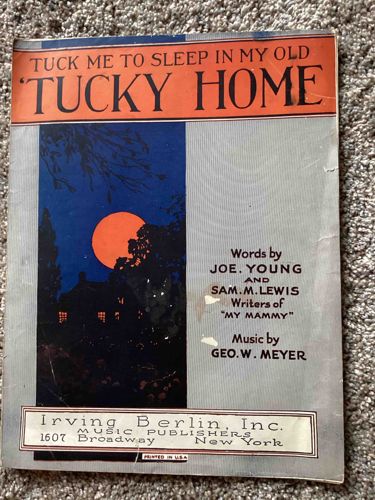 TUCK ME TO SLEEP IN MY OLD
'TUCKY HOME
Words by
JOE. YOUNG
AND
SAM. M. LEWIS
Writers of
"MY MAMMY"
Music by
GEO. W. MEYER
Irving Berlin, Inc.
MUSIC PUBLISHERS
1607 Broadway New York
PRINTED IN U.S.A